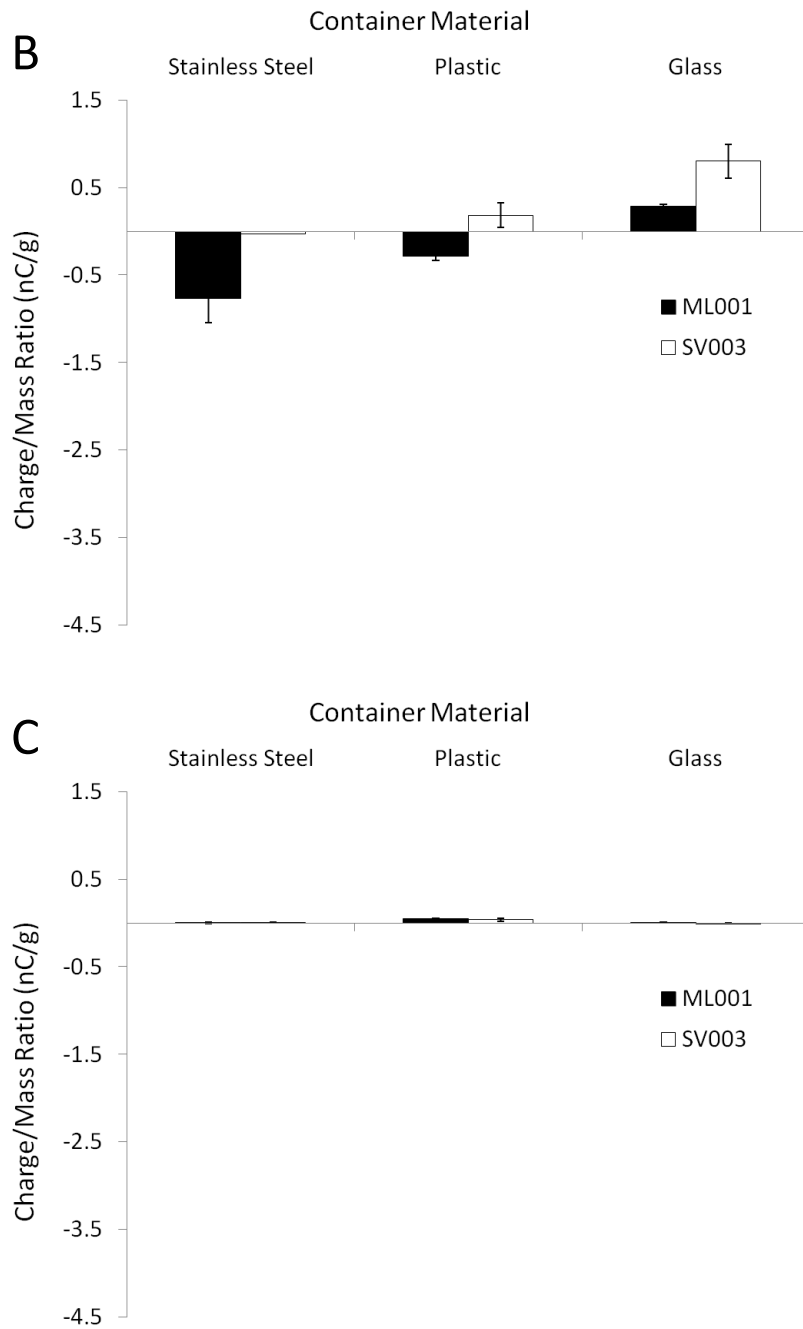 B
Container Material
Stainless Steel Plastic Glass
1.5
0.5
-0.5
-1.5
-2.5
-3.5
-4.5
Charge/Mass Ratio (nC/g)
ML001
SV003
C
Container Material
Stainless Steel Plastic Glass
1.5
0.5
-0.5
-1.5
-2.5
-3.5
-4.5
Charge/Mass Ratio (nC/g)
ML001
SV003